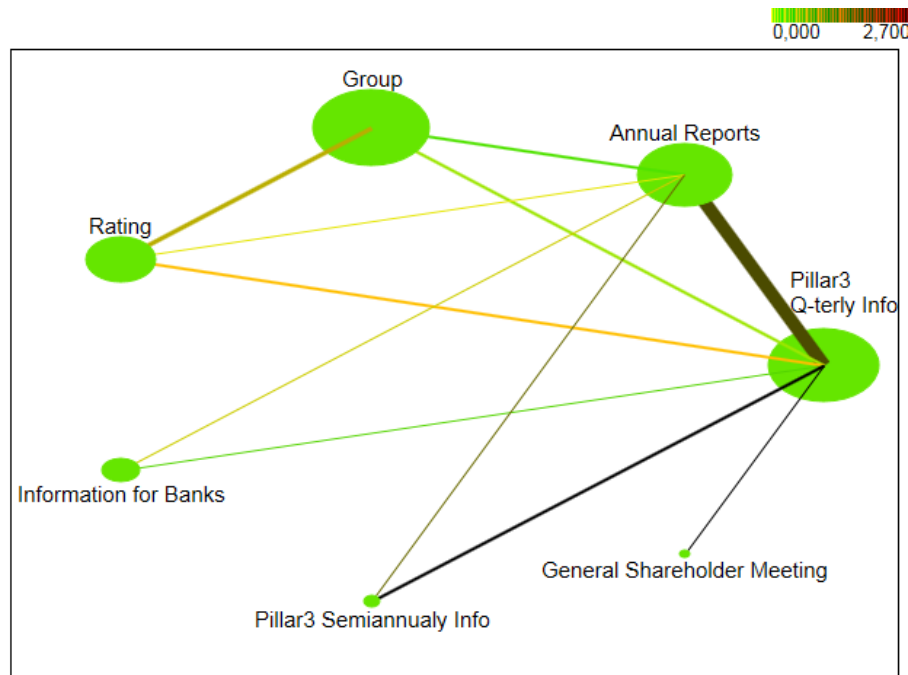 0,000 2,700
Group
Annual Reports
Rating
Pillar3
Q-terly Info
Information for Banks
General Shareholder Meeting
Pillar3 Semiannualy Info